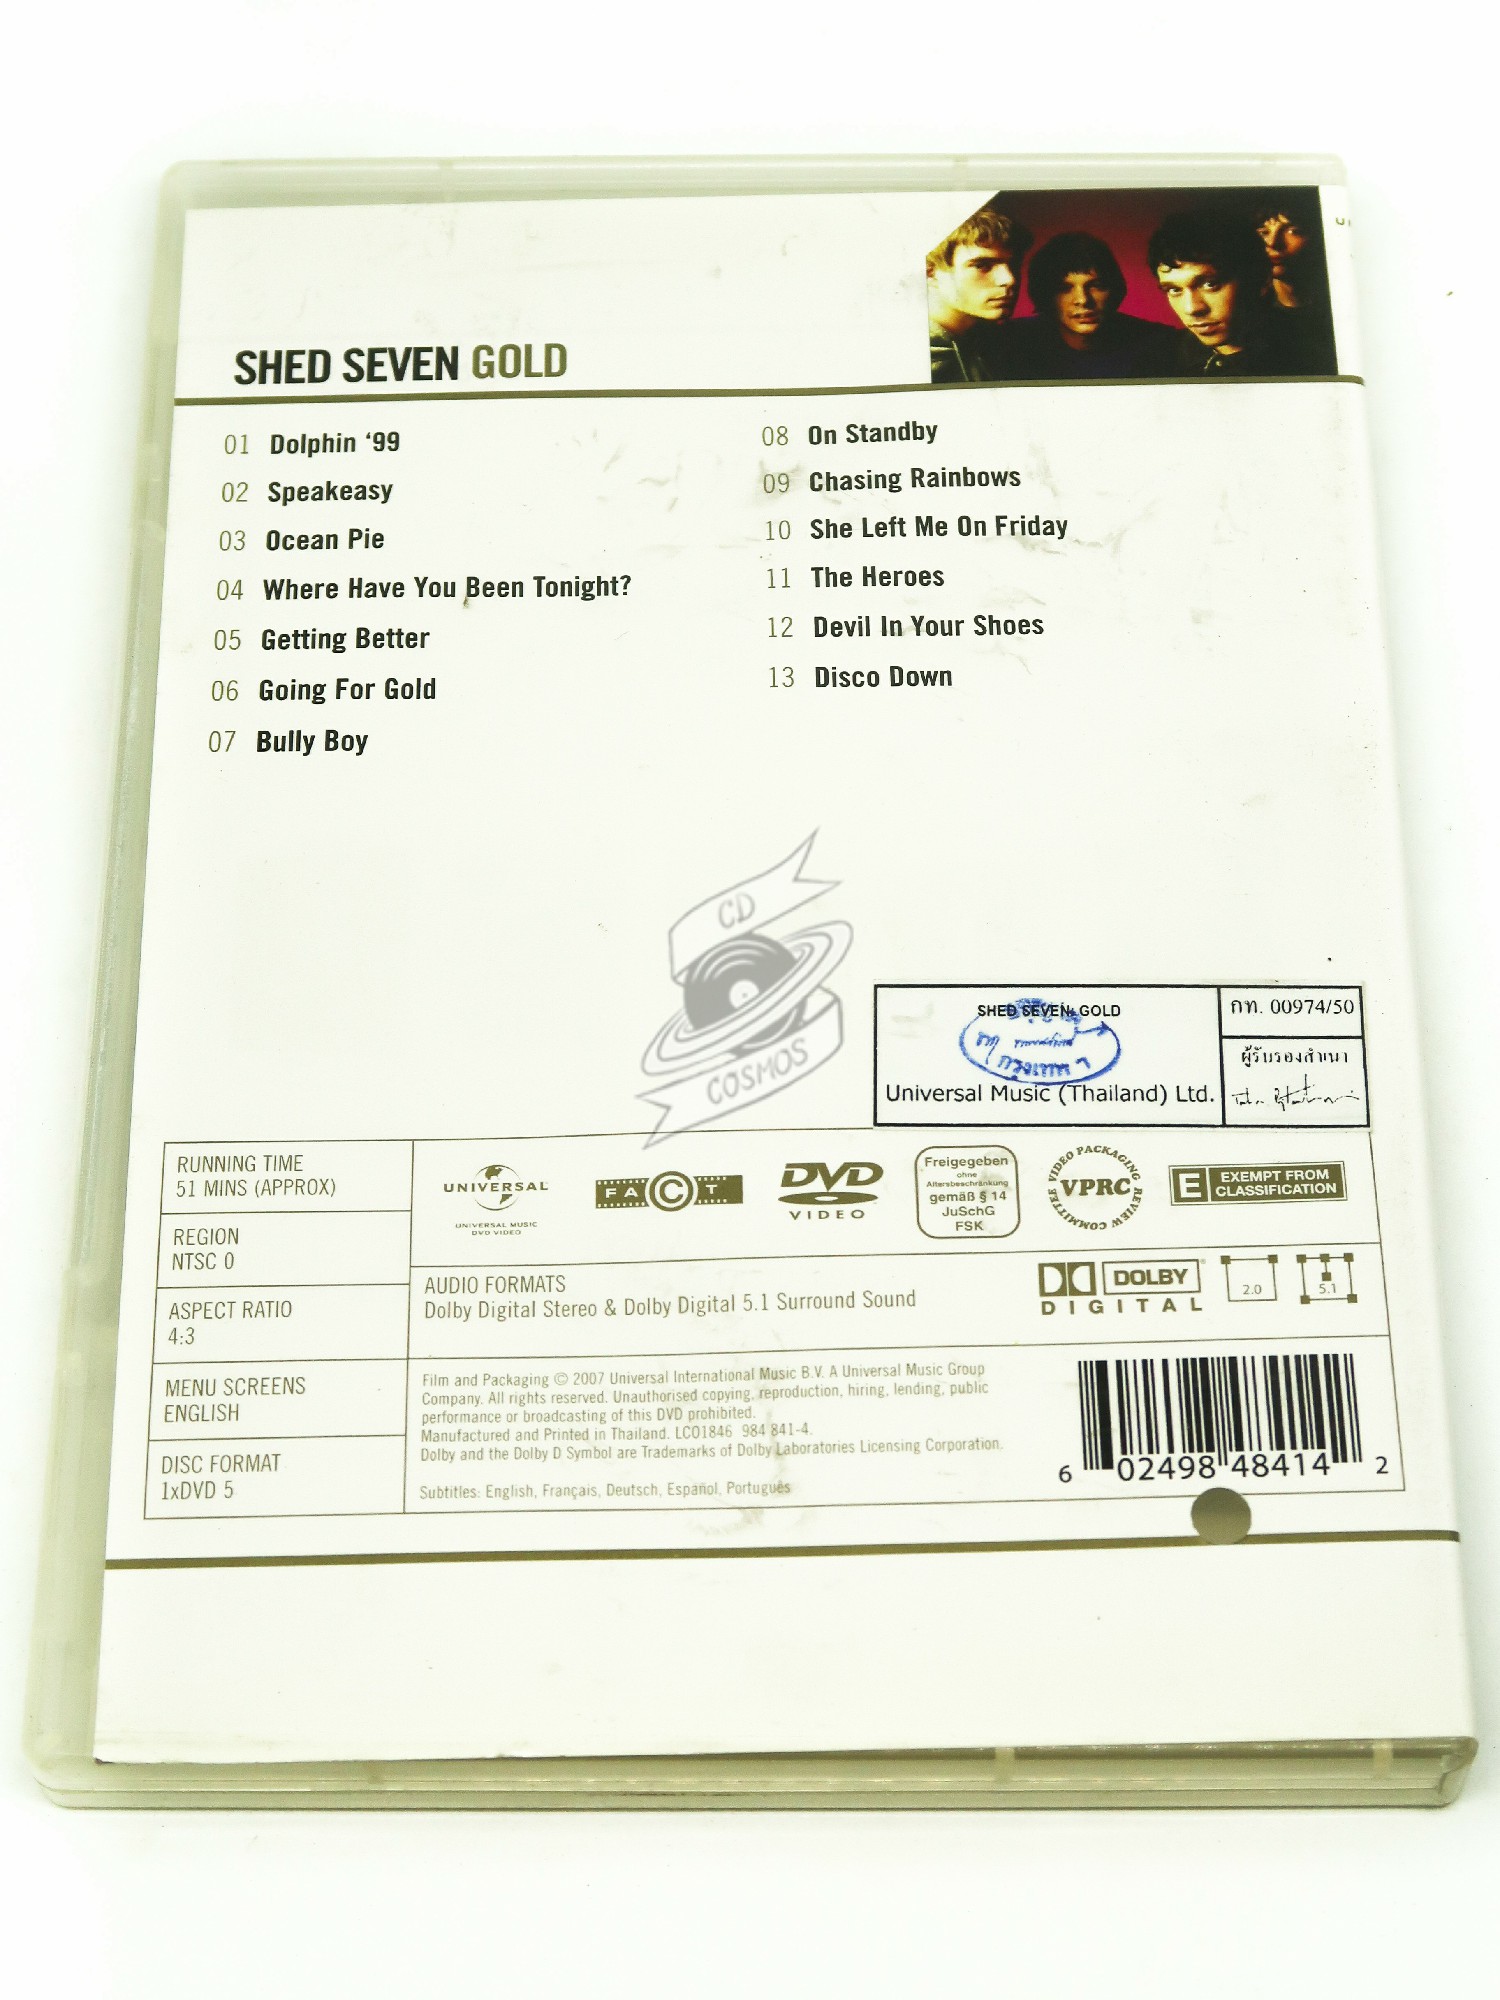 SHED SEVEN GOLD
01 Dolphin ‘99
02 Speakeasy
03 Ocean Pie
04 Where Have You Been Tonight?
05 Getting Better
06 Going For Gold
07 Bully Boy
08 On Standby
09 Chasing Rainbows
10 She Left Me On Friday
11 The Heroes
12 Devil In Your Shoes
13 Disco Down
CD
COSMOS
SHED SEVEN: GOLD
Universal Music (Thailand) Ltd.
กท. 00974/50
ผู้รับรองสำเนา
RUNNING TIME
51 MINS (APPROX)
REGION
NTSC 0
ASPECT RATIO
4:3
MENU SCREENS
ENGLISH
DISC FORMAT
1xDVD 5
UNIVERSAL
UNIVERSAL MUSIC
DVD VIDEO
FACT
DVD
VIDEO
Freigegeben
ohne
Altersbeschränkung
gemäß § 14
JuSchG
FSK
VIDEO PACKAGING REVIEW COMMITTEE
VPRC
E EXEMPT FROM
CLASSIFICATION
AUDIO FORMATS
Dolby Digital Stereo & Dolby Digital 5.1 Surround Sound
DOLBY
DIGITAL
2.0
5.1
Film and Packaging © 2007 Universal International Music B.V. A Universal Music Group
Company. All rights reserved. Unauthorised copying, reproduction, hiring, lending, public
performance or broadcasting of this DVD prohibited.
Manufactured and Printed in Thailand. LC01846 984 841-4.
Dolby and the Dolby D Symbol are Trademarks of Dolby Laboratories Licensing Corporation.
Subtitles: English, Français, Deutsch, Español, Português
6 02498 48414 2